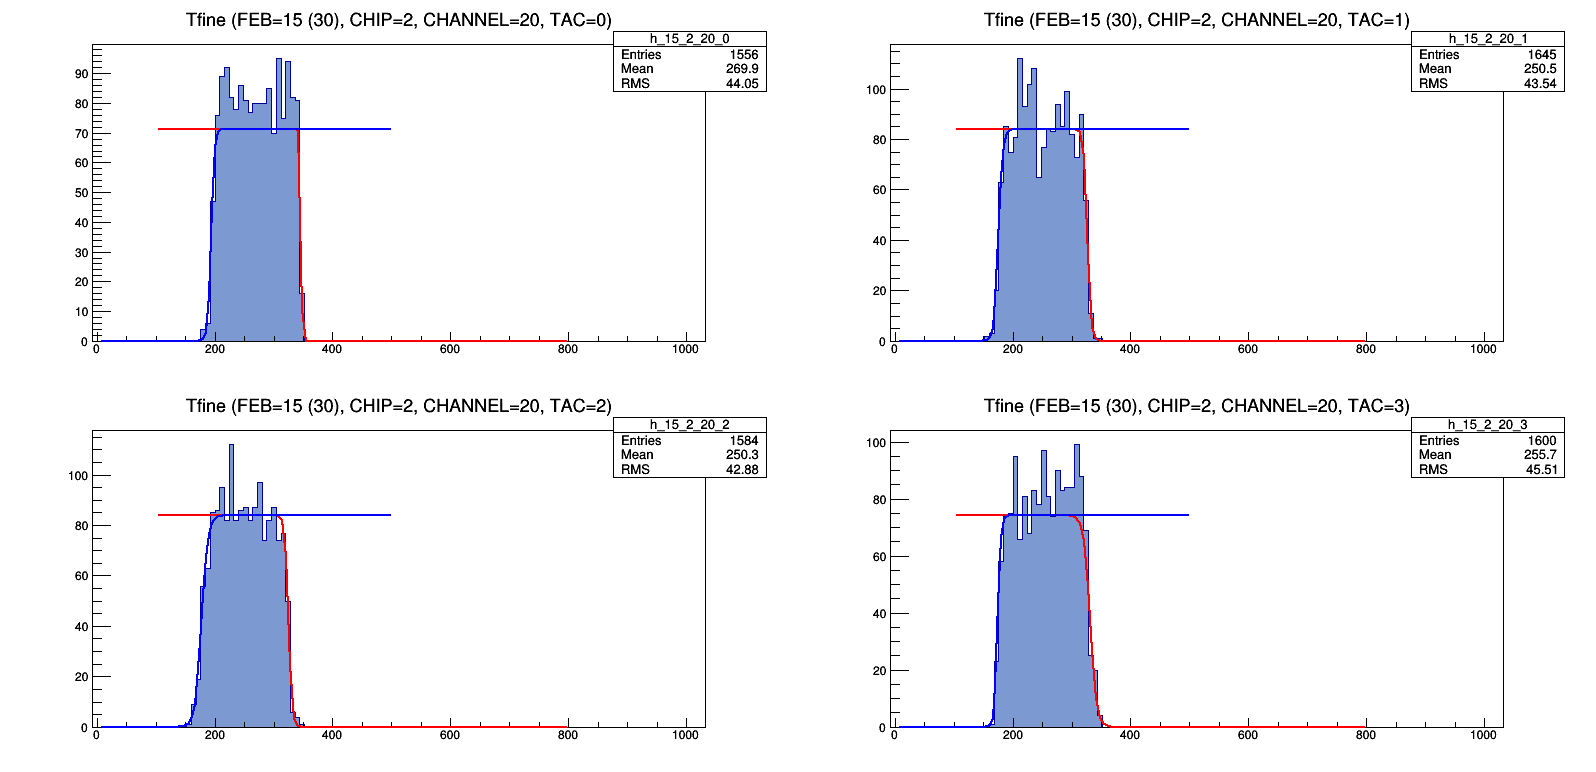 Tfine (FEB=15 (30), CHIP=2, CHANNEL=20, TAC=0)
h_15_2_20_0
Entries 1556
Mean 269.9
RMS 44.05
90
80
70
60
50
40
30
20
10
0
0 200 400 600 800 1000
Tfine (FEB=15 (30), CHIP=2, CHANNEL=20, TAC=1)
h_15_2_20_1
Entries 1645
Mean 250.5
RMS 43.54
100
80
60
40
20
0
0 200 400 600 800 1000
Tfine (FEB=15 (30), CHIP=2, CHANNEL=20, TAC=2)
h_15_2_20_2
Entries 1584
Mean 250.3
RMS 42.88
100
80
60
40
20
0
0 200 400 600 800 1000
Tfine (FEB=15 (30), CHIP=2, CHANNEL=20, TAC=3)
h_15_2_20_3
Entries 1600
Mean 255.7
RMS 45.51
100
80
60
40
20
0
0 200 400 600 800 1000